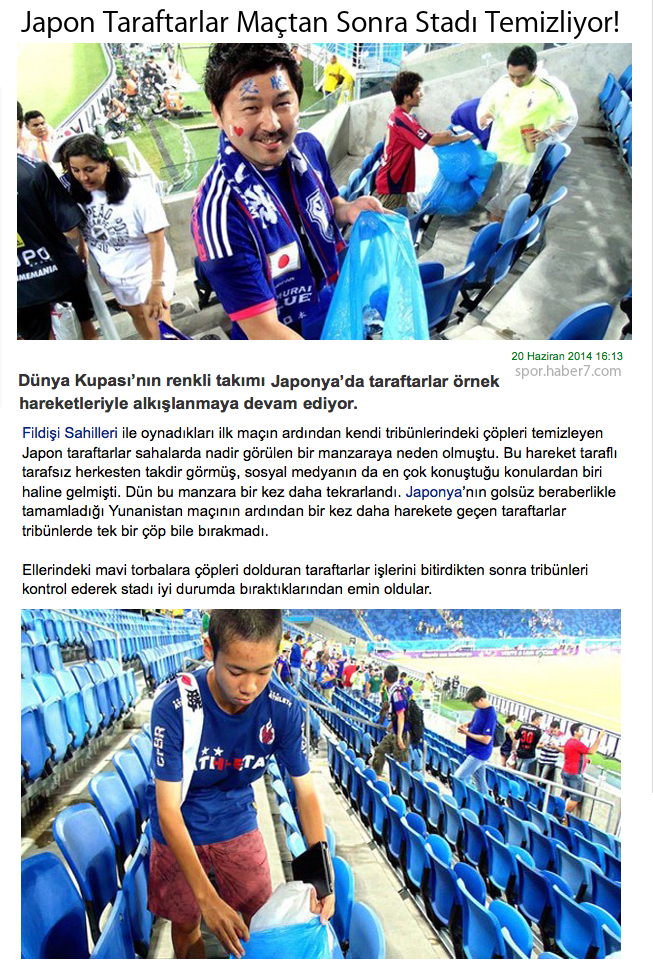 Japon Taraftarlar Maçtan Sonra Stadı Temizliyor!
20 Haziran 2014 16:13
spor.haber7.com
Dünya Kupası’nın renkli takımı Japonya’da taraftarlar örnek
hareketleriyle alkışlanmaya devam ediyor.
Fildişi Sahilleri ile oynadıkları ilk maçın ardından kendi tribünlerindeki çöpleri temizleyen
Japon taraftarlar sahalarda nadir görülen bir manzaraya neden olmuştu. Bu hareket taraflı
tarafsız herkesten takdir görmüş, sosyal medyanın da en çok konuştuğu konulardan biri
haline gelmişti. Dün bu manzara bir kez daha tekrarlandı. Japonya’nın golsüz beraberlikle
tamamladığı Yunanistan maçının ardından bir kez daha harekete geçen taraftarlar
tribünlerde tek bir çöp bile bırakmadı.
Ellerindeki mavi torbalara çöpleri dolduran taraftarlar işlerini bitirdikten sonra tribünleri
kontrol ederek stadı iyi durumda bıraktıklarından emin oldular.
crBR
30